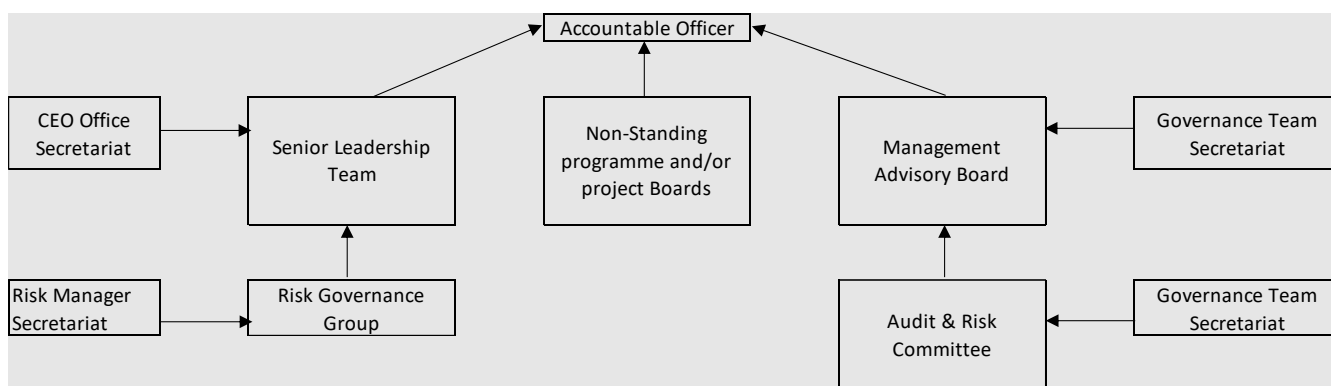 Accountable Officer
CEO Office
Secretariat
Senior Leadership
Team
Non-Standing
programme and/or
project Boards
Management
Advisory Board
Governance Team
Secretariat
Risk Manager
Secretariat
Risk Governance
Group
Audit & Risk
Committee
Governance Team
Secretariat